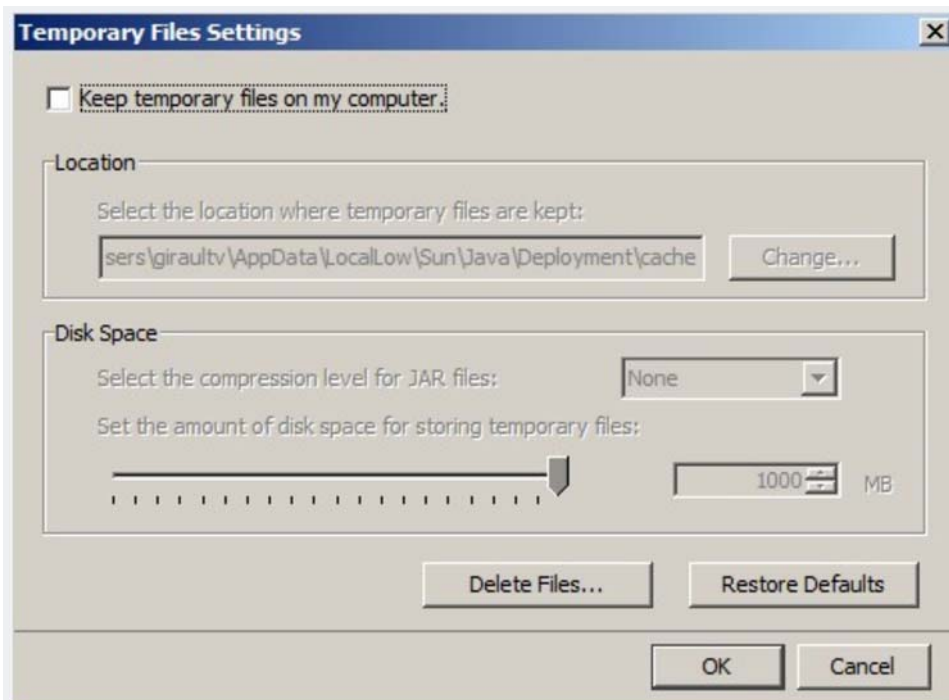 Temporary Files Settings
Keep temporary files on my computer.
Location
Select the location where temporary files are kept:
sers\giraultv\AppData\LocalLow\Sun\Java\Deployment\cache
Change...
Disk Space
Select the compression level for JAR files:
None
Set the amount of disk space for storing temporary files:
1000
MB
Delete Files...
Restore Defaults
OK
Cancel